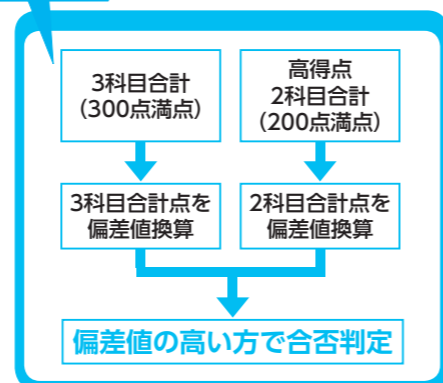 3科目合計
（300点満点）
高得点
2科目合計
（200点満点）
3科目合計点を
偏差値換算
2科目合計点を
偏差値換算
偏差値の高い方で合否判定